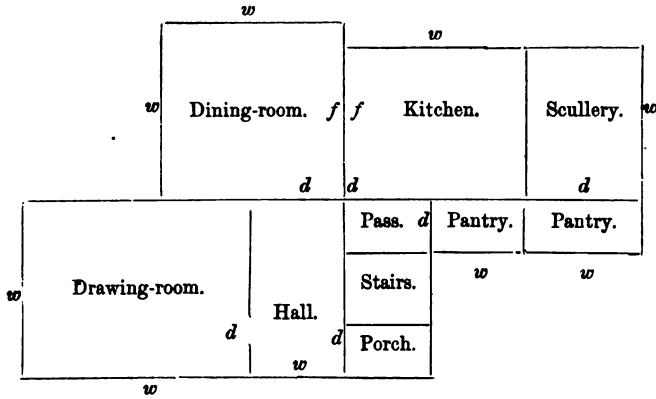 w
w
w Dining-room. f f Kitchen. Scullery. w
d d d
Pass. d Pantry. Pantry.
w w
w Drawing-room. Stairs.
Hall.
d d
Porch.
w
w